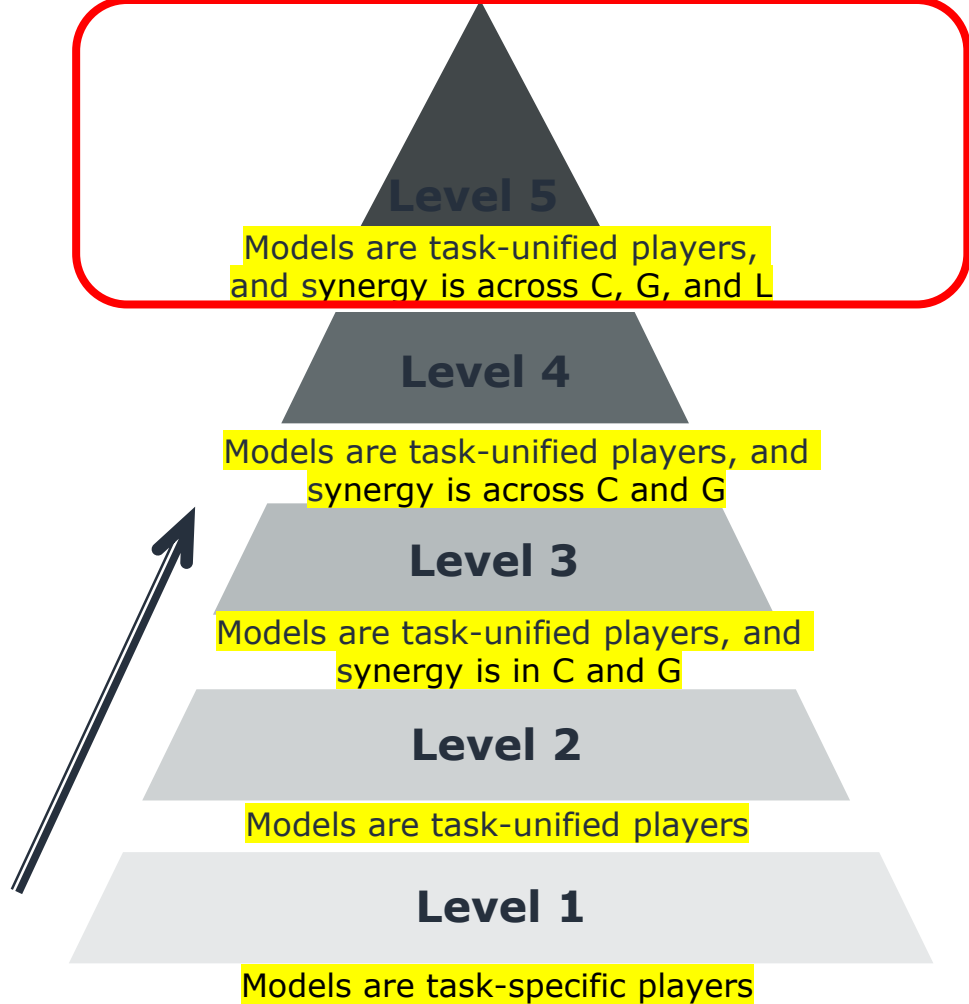 Level 5
Models are task-unified players,
and synergy is across C, G, and L
Level 4
Models are task-unified players, and
synergy is across C and G
Level 3
Models are task-unified players, and
synergy is in C and G
Level 2
Models are task-unified players
Level 1
Models are task-specific players